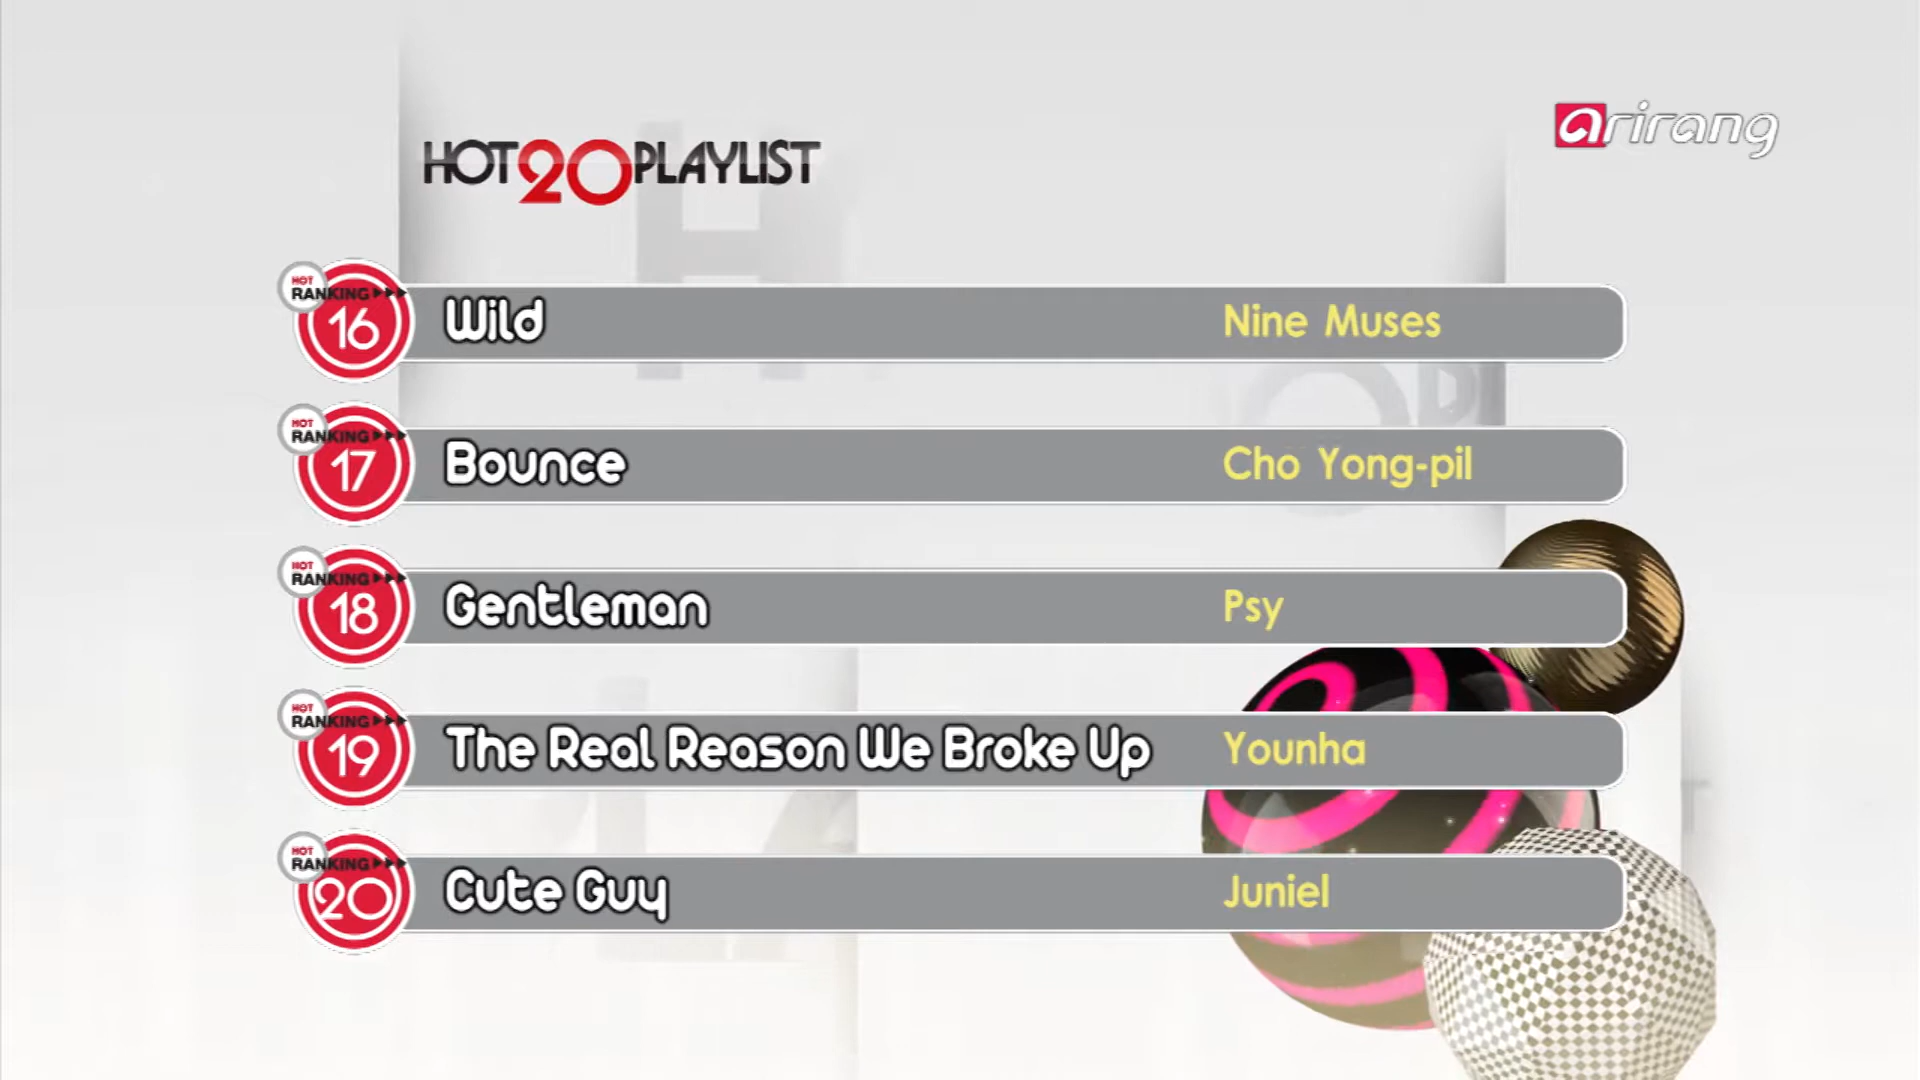 arirang
HOT 20 PLAYLIST
HOT
RANKING
16 Wild Nine Muses
HOT
RANKING
17 Bounce Cho Yong-pil
HOT
RANKING
18 Gentleman Psy
HOT
RANKING
19 The Real Reason We Broke Up Younha
HOT
RANKING
20 Cute Guy Juniel